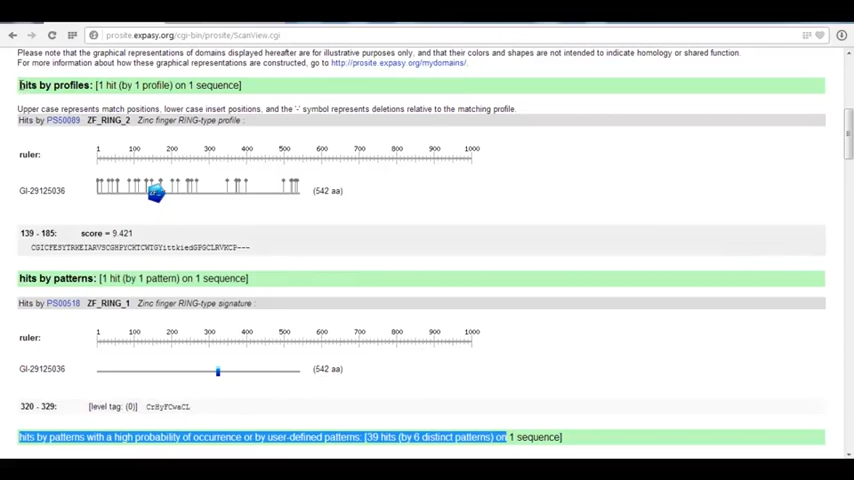 prosite.expasy.org/cgi-bin/prosite/ScanView.cgi
Please note that the graphical representations of domains displayed hereafter are for illustrative purposes only, and that their colors and shapes are not intended to indicate homology or shared function.
For more information about how these graphical representations are constructed, go to http://prosite.expasy.org/mydomains/.
hits by profiles: [1 hit (by 1 profile) on 1 sequence]
Upper case represents match positions, lower case insert positions, and the '-' symbol represents deletions relative to the matching profile.
Hits by PS50089 ZF_RING_2 Zinc finger RING-type profile :
ruler: 1 100 200 300 400 500 600 700 800 900 1000
GI-29125036 (542 aa)
139 - 185: score = 9.421
CGICFESYTRKEIARVSCGHPYCKTCWTGYittkiedGPGCLRVKCP---
hits by patterns: [1 hit (by 1 pattern) on 1 sequence]
Hits by PS00518 ZF_RING_1 Zinc finger RING-type signature :
ruler: 1 100 200 300 400 500 600 700 800 900 1000
GI-29125036 (542 aa)
320 - 329: [level tag: (0)] CrHyFCwaCL
hits by patterns with a high probability of occurrence or by user-defined patterns: [39 hits (by 6 distinct patterns) on 1 sequence]